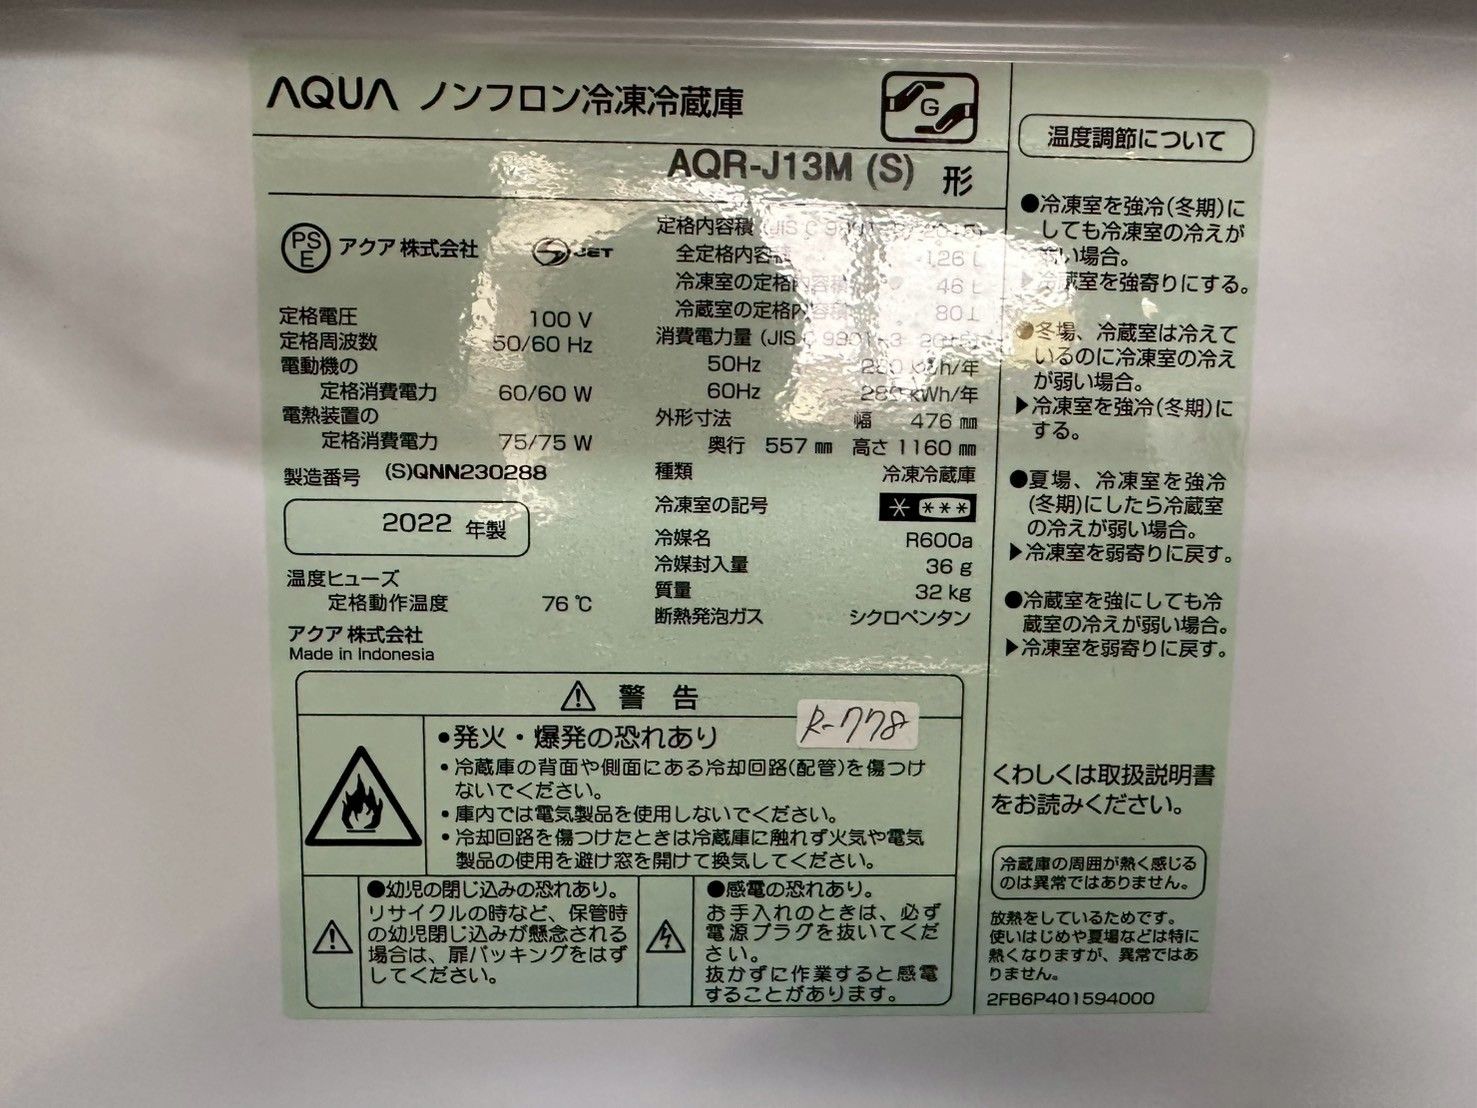 AQUA ノンフロン冷凍冷蔵庫
G
AQR-J13M (S) 形
PSE アクア株式会社
JET
定格電圧 100 V
定格周波数 50/60 Hz
電動機の
定格消費電力 60/60 W
電熱装置の
定格消費電力 75/75 W
製造番号 (S)QNN230288
2022 年製
温度ヒューズ
定格動作温度 76 ℃
アクア株式会社
Made in Indonesia
定格内容積
全定格内容積 126 L
冷凍室の定格内容積 46 L
冷蔵室の定格内容積 80 L
消費電力量 (JIS C 9801-3
50Hz kWh/年
60Hz kWh/年
外形寸法 幅 476 ㎜
奥行 557 ㎜ 高さ 1160 ㎜
種類 冷凍冷蔵庫
冷凍室の記号 * ***
冷媒名 R600a
冷媒封入量 36 g
質量 32 kg
断熱発泡ガス シクロペンタン
⚠ 警告
R-778
●発火・爆発の恐れあり
・冷蔵庫の背面や側面にある冷却回路(配管)を傷つけ
ないでください。
・庫内では電気製品を使用しないでください。
・冷却回路を傷つけたときは冷蔵庫に触れず火気や電気
製品の使用を避け窓を開けて換気してください。
●幼児の閉じ込みの恐れあり。
リサイクルの時など、保管時
の幼児閉じ込みが懸念される
場合は、扉パッキングをはず
してください。
●感電の恐れあり。
お手入れのときは、必ず
電源プラグを抜いてくだ
さい。
抜かずに作業すると感電
することがあります。
温度調節について
●冷凍室を強冷(冬期)に
しても冷凍室の冷えが
弱い場合。
▶冷蔵室を強寄りにする。
●冬場、冷蔵室は冷えて
いるのに冷凍室の冷え
が弱い場合。
▶冷凍室を強冷(冬期)に
する。
●夏場、冷凍室を強冷
(冬期)にしたら冷蔵室
の冷えが弱い場合。
▶冷凍室を弱寄りに戻す。
●冷蔵室を強にしても冷
蔵室の冷えが弱い場合。
▶冷凍室を弱寄りに戻す。
くわしくは取扱説明書
をお読みください。
冷蔵庫の周囲が熱く感じる
のは異常ではありません。
放熱をしているためです。
使いはじめや夏場などは特に
熱くなりますが、異常ではあ
りません。
2FB6P401594000